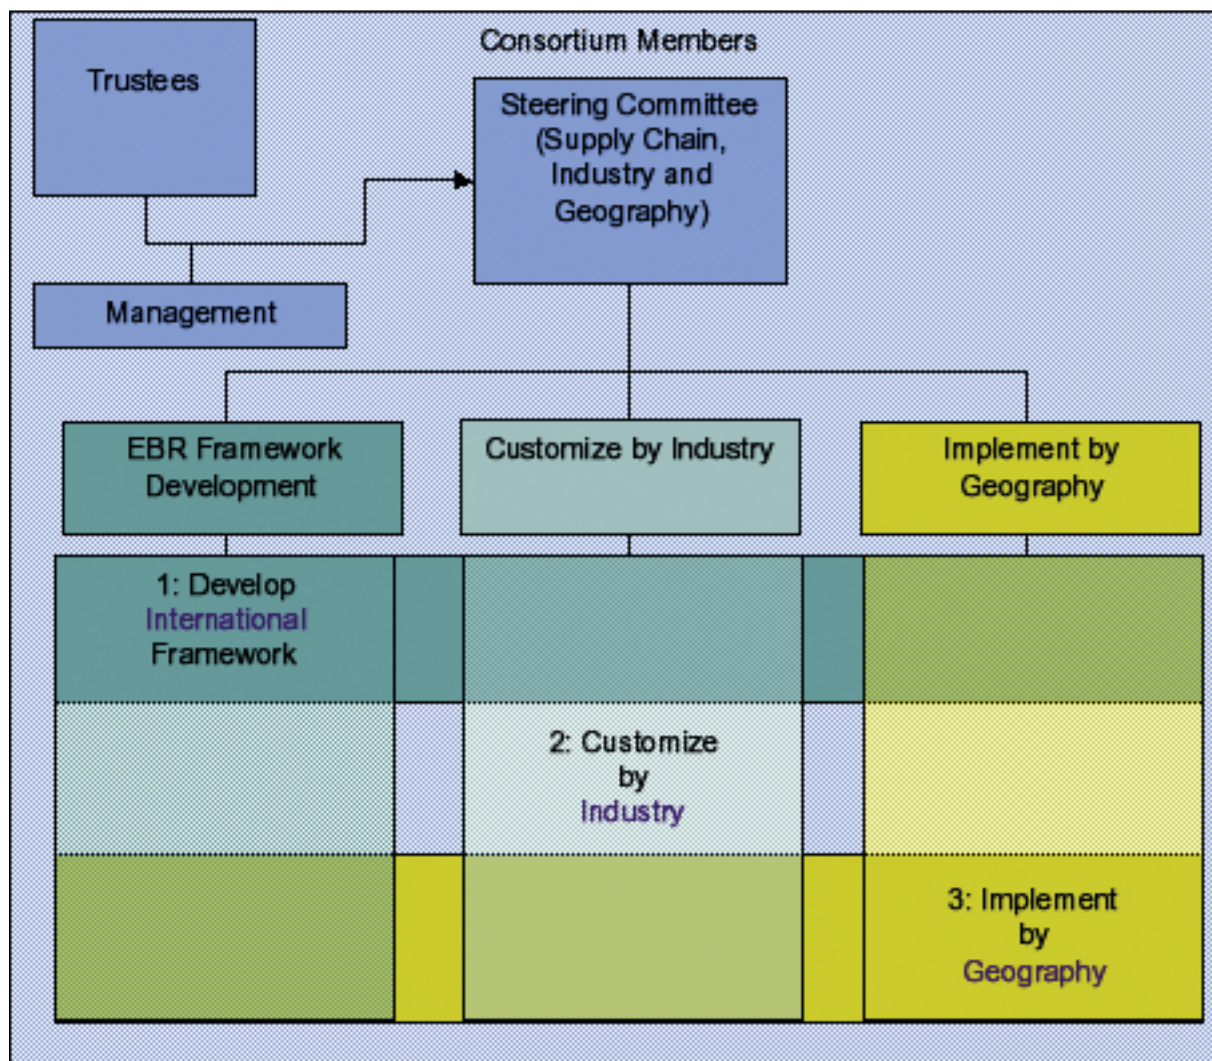 Consortium Members
Trustees
Steering Committee
(Supply Chain,
Industry and
Geography)
Management
EBR Framework
Development
Customize by Industry
Implement by
Geography
1: Develop
International
Framework
2: Customize
by
Industry
3: Implement
by
Geography